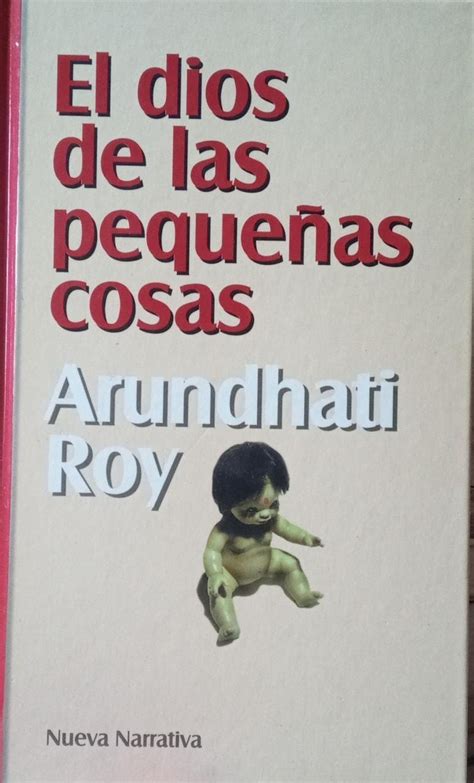 El dios
de las
pequeñas
cosas
Arundhati
Roy
Nueva Narrativa